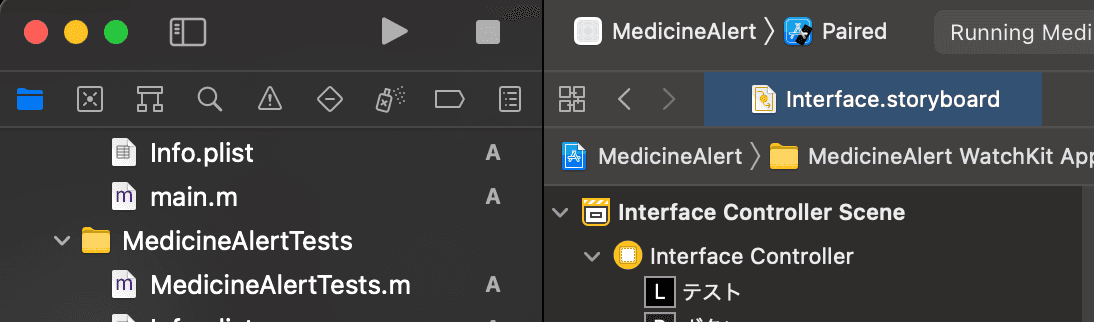 MedicineAlert 〉 Paired
Running Medi
Interface.storyboard
Info.plist A
main.m A
MedicineAlertTests
MedicineAlertTests.m A
MedicineAlert 〉 MedicineAlert WatchKit App
Interface Controller Scene
Interface Controller
L テスト